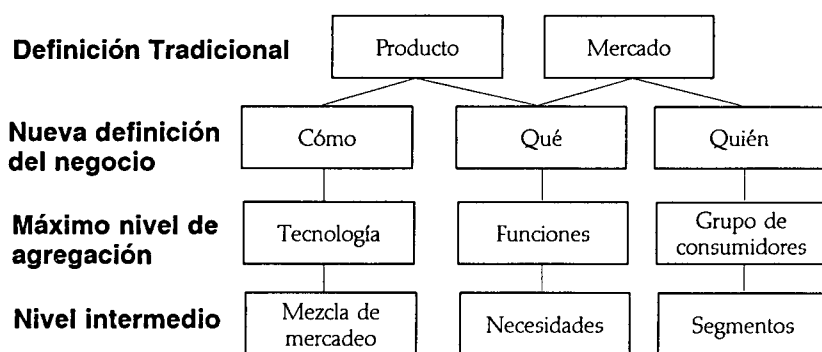 Definición Tradicional
Producto
Mercado
Nueva definición
del negocio
Cómo
Qué
Quién
Máximo nivel de
agregación
Tecnología
Funciones
Grupo de
consumidores
Nivel intermedio
Mezcla de
mercadeo
Necesidades
Segmentos